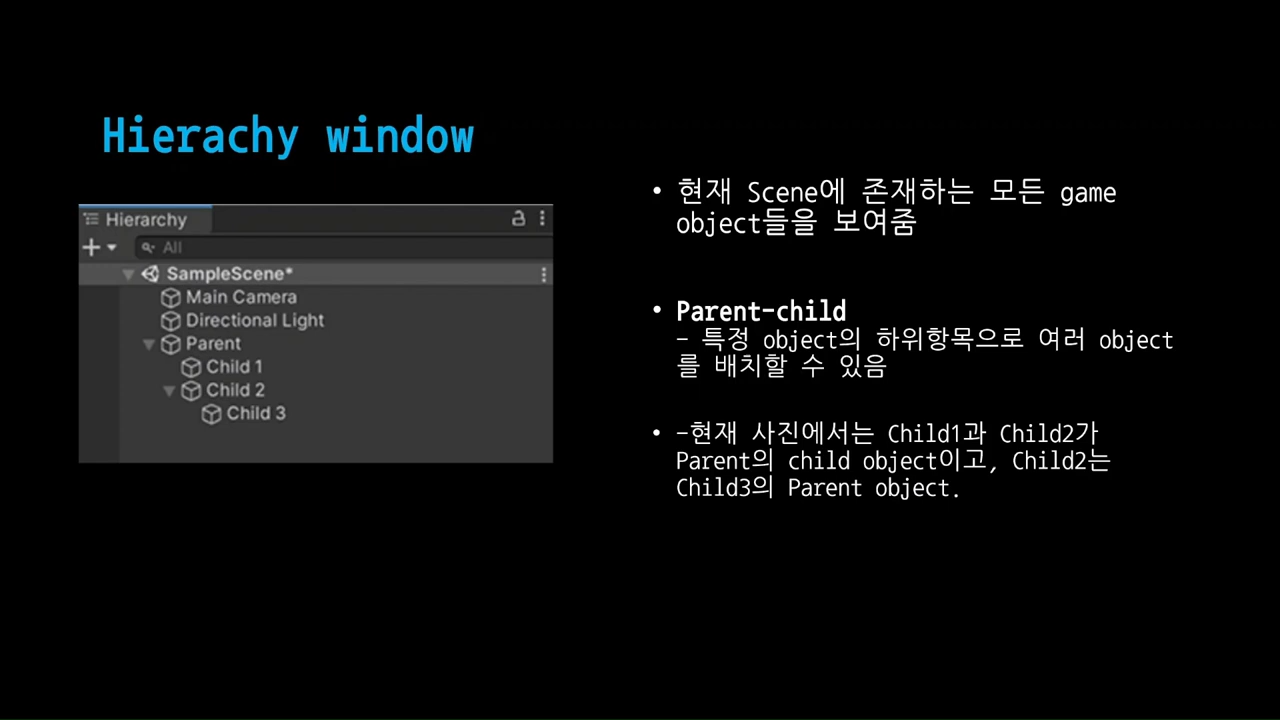 Hierachy window
Hierarchy
All
SampleScene*
Main Camera
Directional Light
Parent
Child 1
Child 2
Child 3
• 현재 Scene에 존재하는 모든 game
object들을 보여줌
• Parent-child
- 특정 object의 하위항목으로 여러 object
를 배치할 수 있음
• -현재 사진에서는 Child1과 Child2가
Parent의 child object이고, Child2는
Child3의 Parent object.